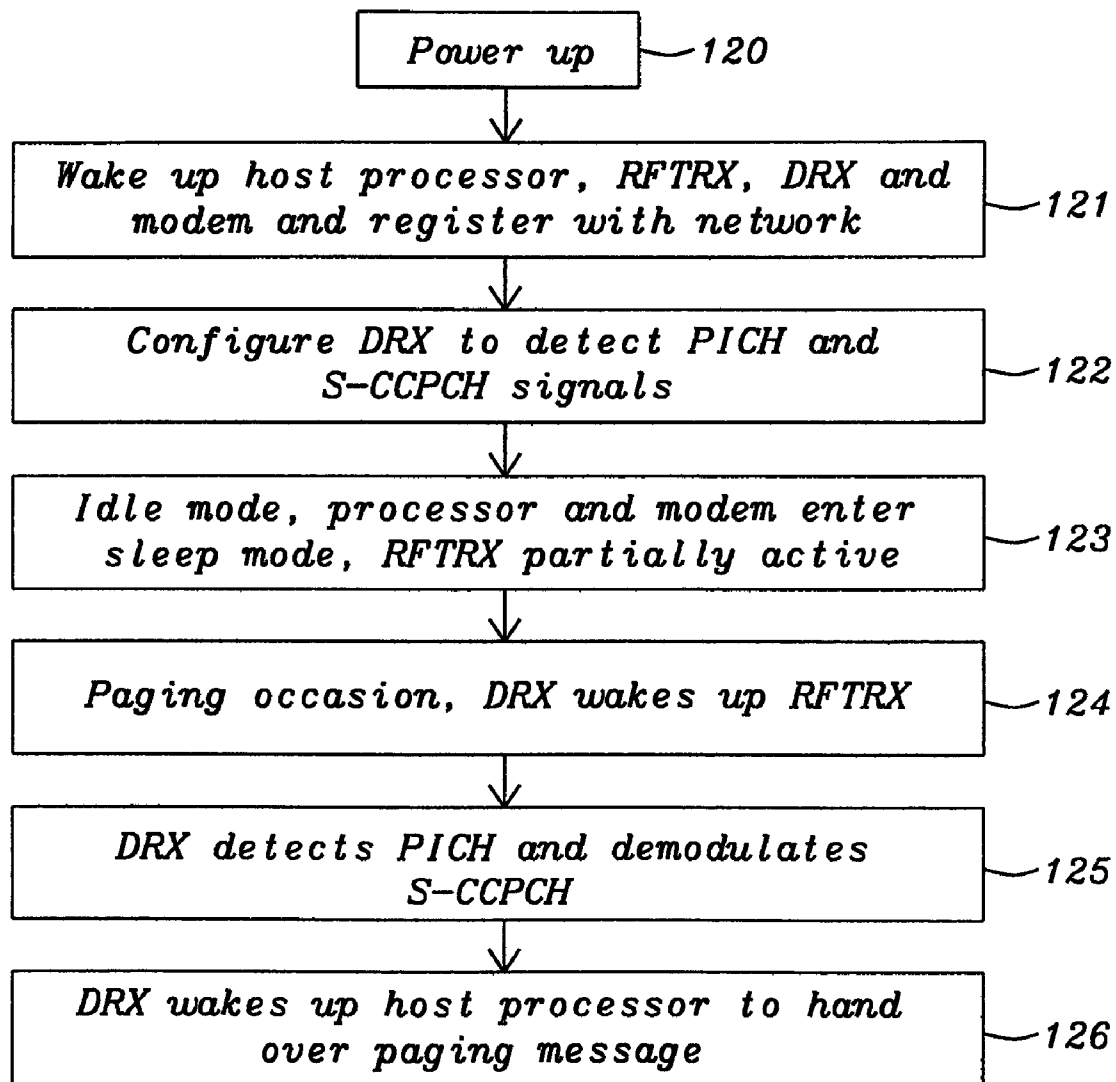 Power up
120
Wake up host processor, RFTRX, DRX and
modem and register with network
121
Configure DRX to detect PICH and
S-CCPCH signals
122
Idle mode, processor and modem enter
sleep mode, RFTRX partially active
123
Paging occasion, DRX wakes up RFTRX
124
DRX detects PICH and demodulates
S-CCPCH
125
DRX wakes up host processor to hand
over paging message
126